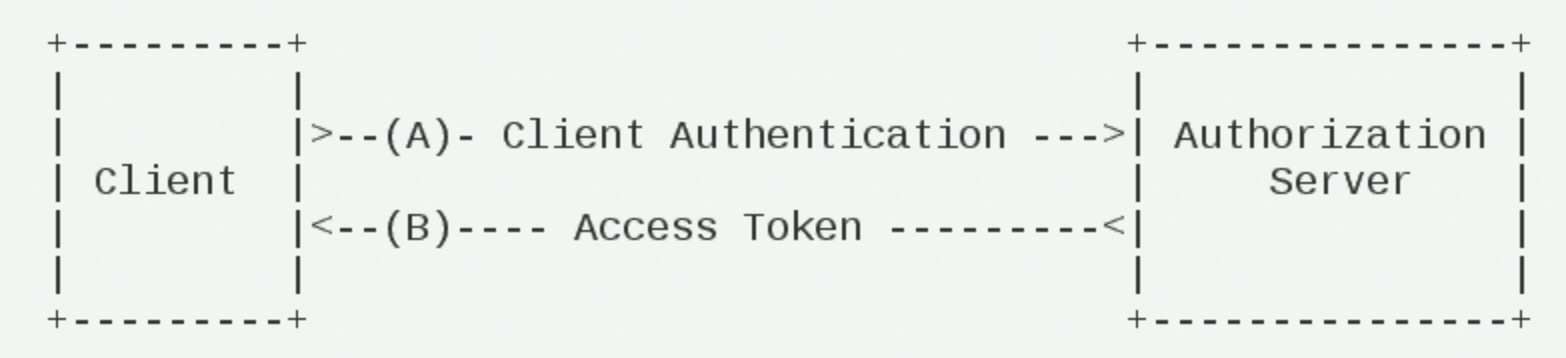 +---------+                                  +---------------+
|         |                                  |               |
|         |>--(A)- Client Authentication --->| Authorization |
| Client  |                                  |     Server    |
|         |<--(B)---- Access Token ---------<|               |
|         |                                  |               |
+---------+                                  +---------------+